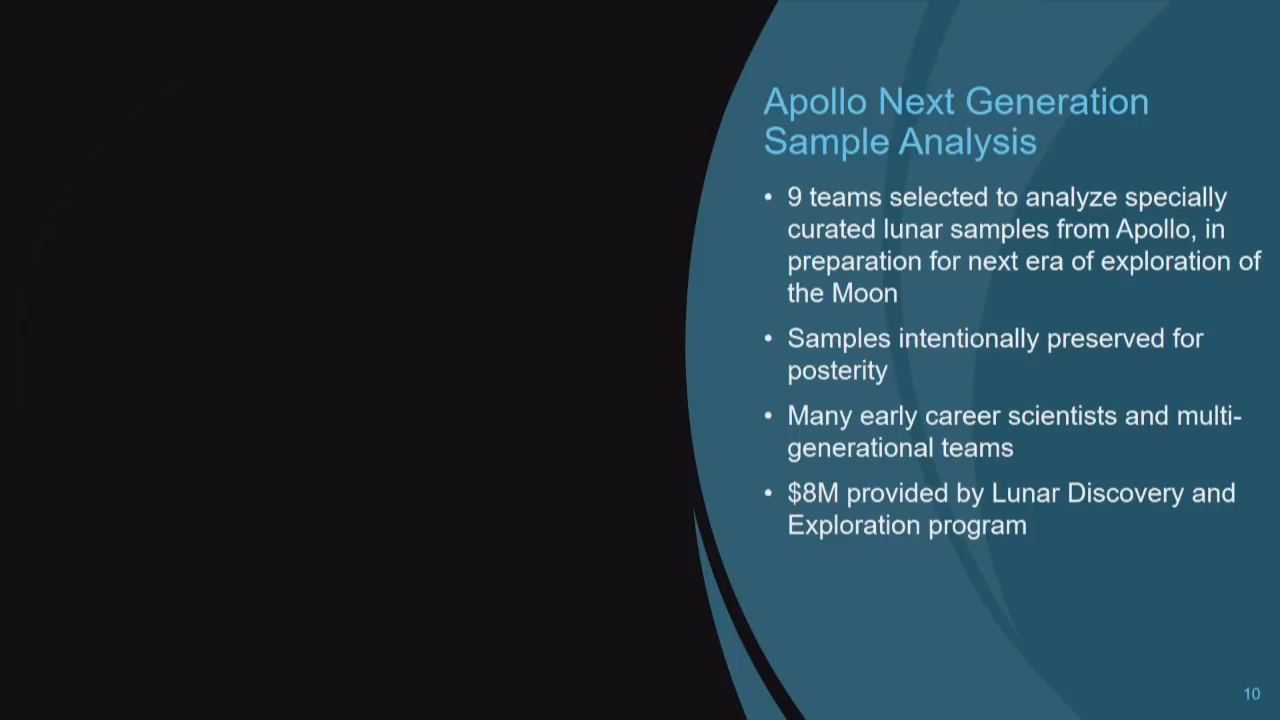 Apollo Next Generation
Sample Analysis
• 9 teams selected to analyze specially
curated lunar samples from Apollo, in
preparation for next era of exploration of
the Moon
• Samples intentionally preserved for
posterity
• Many early career scientists and multi-
generational teams
• $8M provided by Lunar Discovery and
Exploration program
10